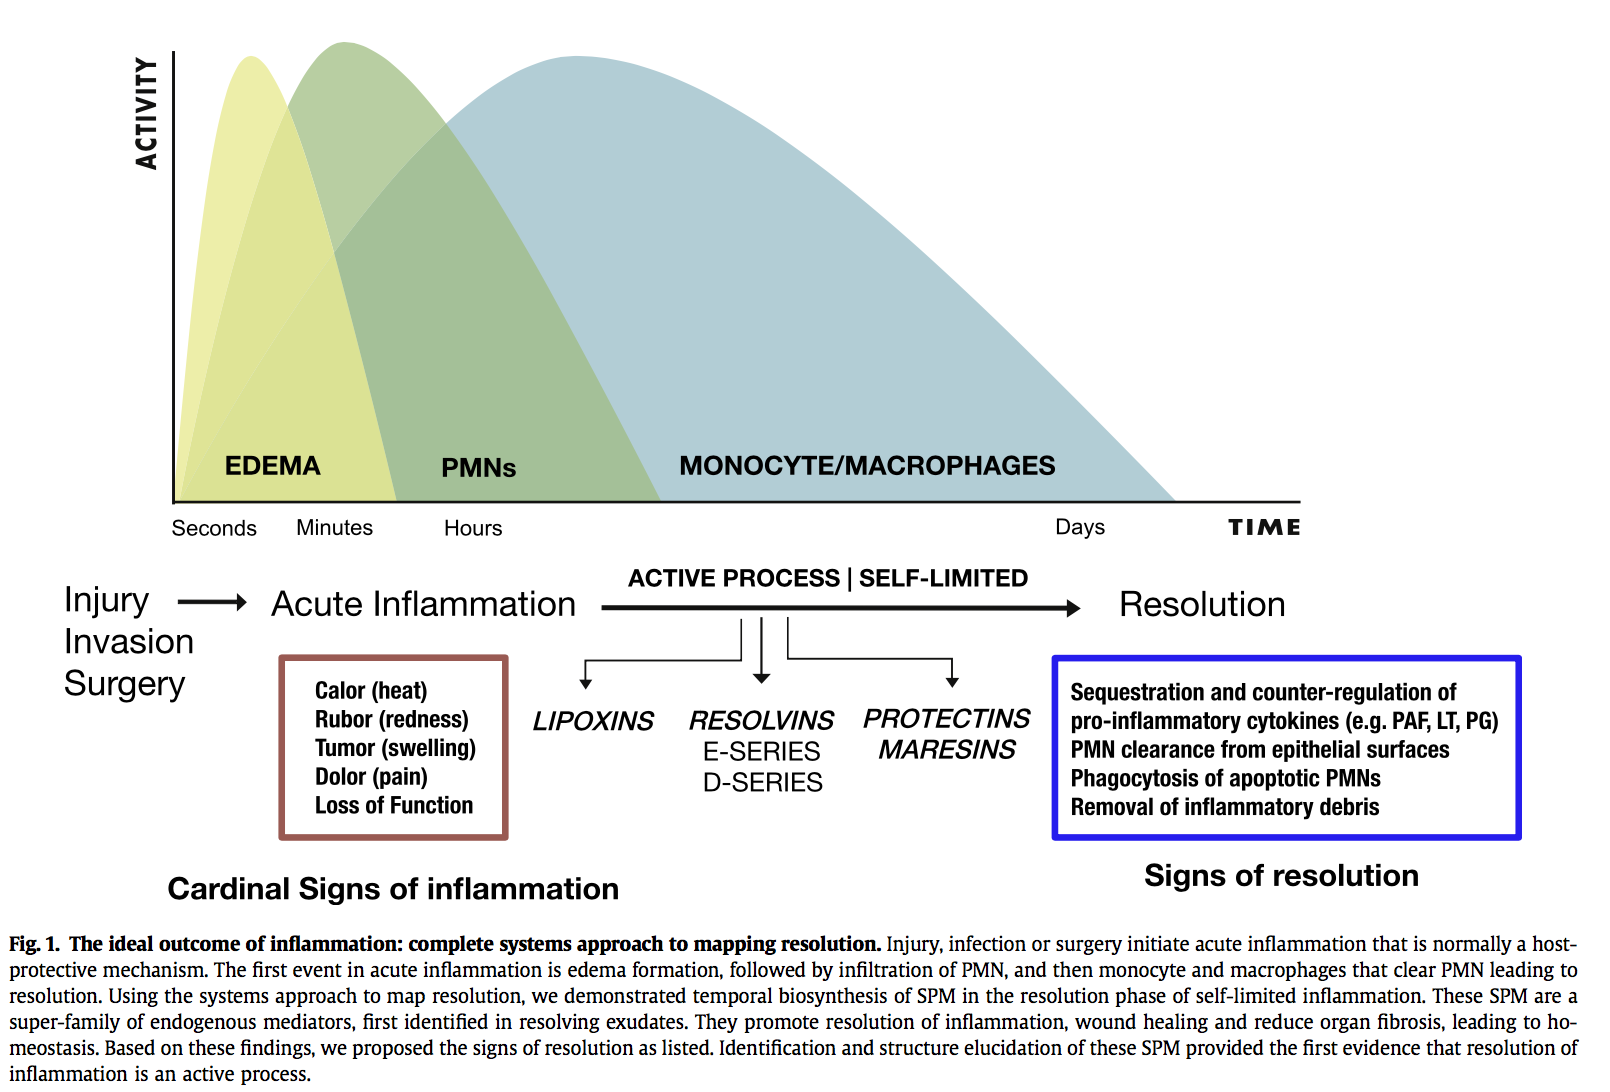 ACTIVITY
EDEMA
PMNs
MONOCYTE/MACROPHAGES
Seconds
Minutes
Hours
Days
TIME
Injury
Invasion
Surgery
Acute Inflammation
ACTIVE PROCESS | SELF-LIMITED
Resolution
Calor (heat)
Rubor (redness)
Tumor (swelling)
Dolor (pain)
Loss of Function
Cardinal Signs of inflammation
LIPOXINS
RESOLVINS
E-SERIES
D-SERIES
PROTECTINS
MARESINS
Sequestration and counter-regulation of
pro-inflammatory cytokines (e.g. PAF, LT, PG)
PMN clearance from epithelial surfaces
Phagocytosis of apoptotic PMNs
Removal of inflammatory debris
Signs of resolution
Fig. 1. The ideal outcome of inflammation: complete systems approach to mapping resolution. Injury, infection or surgery initiate acute inflammation that is normally a host-
protective mechanism. The first event in acute inflammation is edema formation, followed by infiltration of PMN, and then monocyte and macrophages that clear PMN leading to
resolution. Using the systems approach to map resolution, we demonstrated temporal biosynthesis of SPM in the resolution phase of self-limited inflammation. These SPM are a
super-family of endogenous mediators, first identified in resolving exudates. They promote resolution of inflammation, wound healing and reduce organ fibrosis, leading to ho-
meostasis. Based on these findings, we proposed the signs of resolution as listed. Identification and structure elucidation of these SPM provided the first evidence that resolution of
inflammation is an active process.